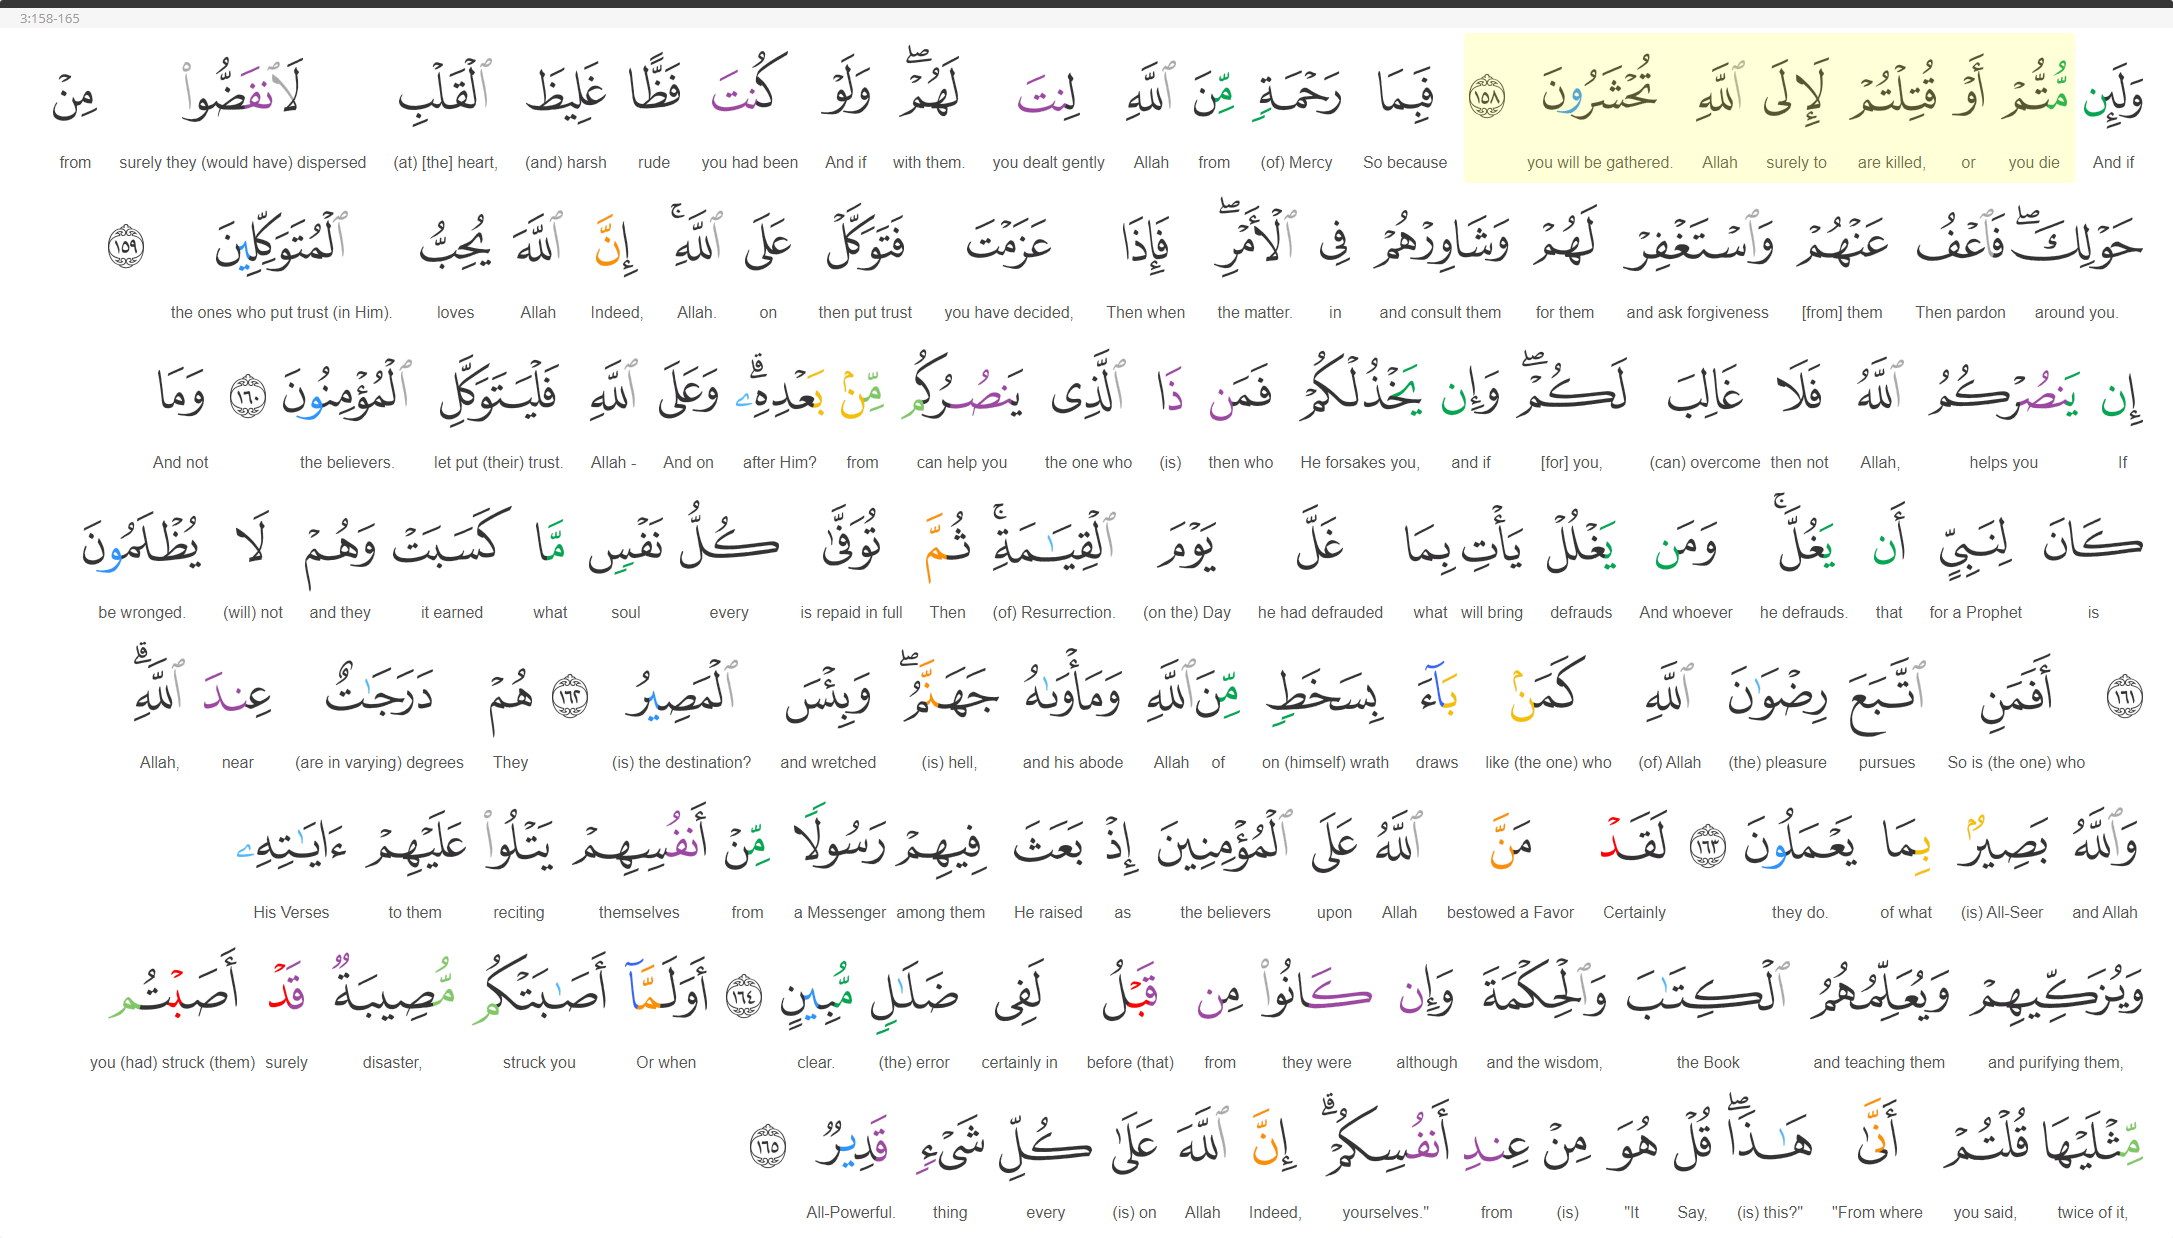 3:158-165
وَلَئِن مُّتُّمْ أَوْ قُتِلْتُمْ لَإِلَى ٱللَّهِ تُحْشَرُونَ ١٥٨ فَبِمَا رَحْمَةٍ مِّنَ ٱللَّهِ لِنتَ لَهُمْ ۖ وَلَوْ كُنتَ فَظًّا غَلِيظَ ٱلْقَلْبِ لَٱنفَضُّوا۟ مِنْ
And if you die or are killed, surely to Allah you will be gathered. So because (of) Mercy from Allah you dealt gently with them. And if you had been rude (and) harsh (at) [the] heart, surely they (would have) dispersed from
حَوْلِكَ ۖ فَٱعْفُ عَنْهُمْ وَٱسْتَغْفِرْ لَهُمْ وَشَاوِرْهُمْ فِى ٱلْأَمْرِ ۖ فَإِذَا عَزَمْتَ فَتَوَكَّلْ عَلَى ٱللَّهِ ۚ إِنَّ ٱللَّهَ يُحِبُّ ٱلْمُتَوَكِّلِينَ ١٥٩
around you. Then pardon [from] them and ask forgiveness for them and consult them in the matter. Then when you have decided, then put trust on Allah. Indeed, Allah loves the ones who put trust (in Him).
إِن يَنصُرْكُمُ ٱللَّهُ فَلَا غَالِبَ لَكُمْ ۖ وَإِن يَخْذُلْكُمْ فَمَن ذَا ٱلَّذِى يَنصُرُكُم مِّنۢ بَعْدِهِۦ ۗ وَعَلَى ٱللَّهِ فَلْيَتَوَكَّلِ ٱلْمُؤْمِنُونَ ١٦٠ وَمَا
If helps you Allah, then not (can) overcome [for] you, and if He forsakes you, then who (is) the one who can help you from after Him? And on Allah - let put (their) trust. the believers. And not
كَانَ لِنَبِىٍّ أَن يَغُلَّ ۚ وَمَن يَغْلُلْ يَأْتِ بِمَا غَلَّ يَوْمَ ٱلْقِيَـٰمَةِ ۚ ثُمَّ تُوَفَّىٰ كُلُّ نَفْسٍ مَّا كَسَبَتْ وَهُمْ لَا يُظْلَمُونَ
is for a Prophet that he defrauds. And whoever defrauds will bring what he had defrauded (on the) Day (of) Resurrection. Then is repaid in full every soul what it earned and they (will) not be wronged.
١٦١ أَفَمَنِ ٱتَّبَعَ رِضْوَٰنَ ٱللَّهِ كَمَنۢ بَآءَ بِسَخَطٍ مِّنَ ٱللَّهِ وَمَأْوَىٰهُ جَهَنَّمُ ۖ وَبِئْسَ ٱلْمَصِيرُ ١٦٢ هُمْ دَرَجَـٰتٌ عِندَ ٱللَّهِ ۗ
So is (the one) who pursues (the) pleasure (of) Allah like (the one) who draws on (himself) wrath of Allah and his abode (is) hell, and wretched (is) the destination? They (are in varying) degrees near Allah,
وَٱللَّهُ بَصِيرٌۢ بِمَا يَعْمَلُونَ ١٦٣ لَقَدْ مَنَّ ٱللَّهُ عَلَى ٱلْمُؤْمِنِينَ إِذْ بَعَثَ فِيهِمْ رَسُولًا مِّنْ أَنفُسِهِمْ يَتْلُوا۟ عَلَيْهِمْ ءَايَـٰتِهِۦ
and Allah (is) All-Seer of what they do. Certainly bestowed a Favor Allah upon the believers as He raised among them a Messenger from themselves reciting to them His Verses
وَيُزَكِّيهِمْ وَيُعَلِّمُهُمُ ٱلْكِتَـٰبَ وَٱلْحِكْمَةَ وَإِن كَانُوا۟ مِن قَبْلُ لَفِى ضَلَـٰلٍ مُّبِينٍ ١٦٤ أَوَلَمَّآ أَصَـٰبَتْكُم مُّصِيبَةٌ قَدْ أَصَبْتُم
and purifying them, and teaching them the Book and the wisdom, although they were from before (that) certainly in (the) error clear. Or when struck you disaster, surely you (had) struck (them)
مِّثْلَيْهَا قُلْتُمْ أَنَّىٰ هَـٰذَا ۖ قُلْ هُوَ مِنْ عِندِ أَنفُسِكُمْ ۗ إِنَّ ٱللَّهَ عَلَىٰ كُلِّ شَىْءٍ قَدِيرٌ ١٦٥
twice of it, you said, "From where (is) this?" Say, "It (is) from yourselves." Indeed, Allah (is) on every thing All-Powerful.